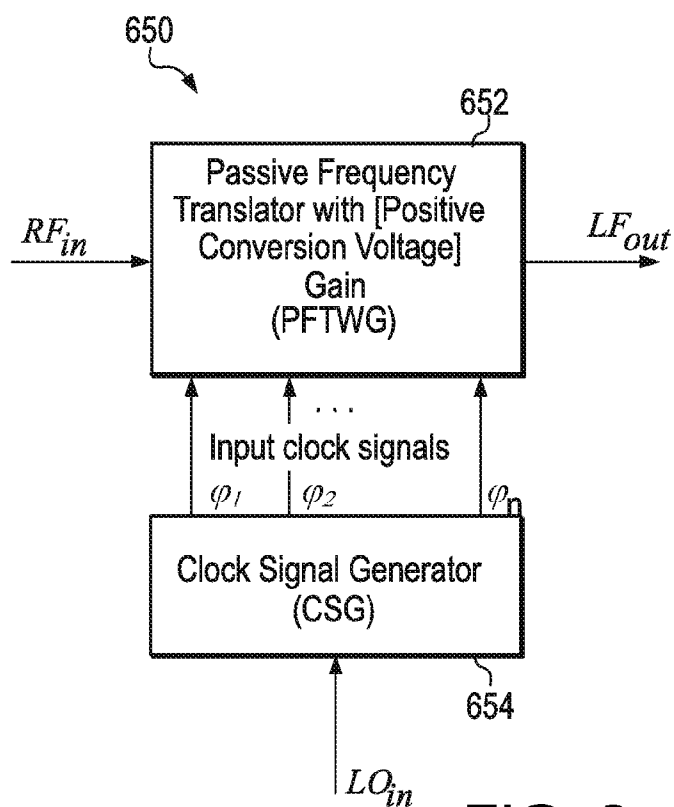 650
652
Passive Frequency
Translator with [Positive
Conversion Voltage]
Gain
(PFTWG)
RFin
LFout
. . .
Input clock signals
φ1 φ2 φn
Clock Signal Generator
(CSG)
654
LOin